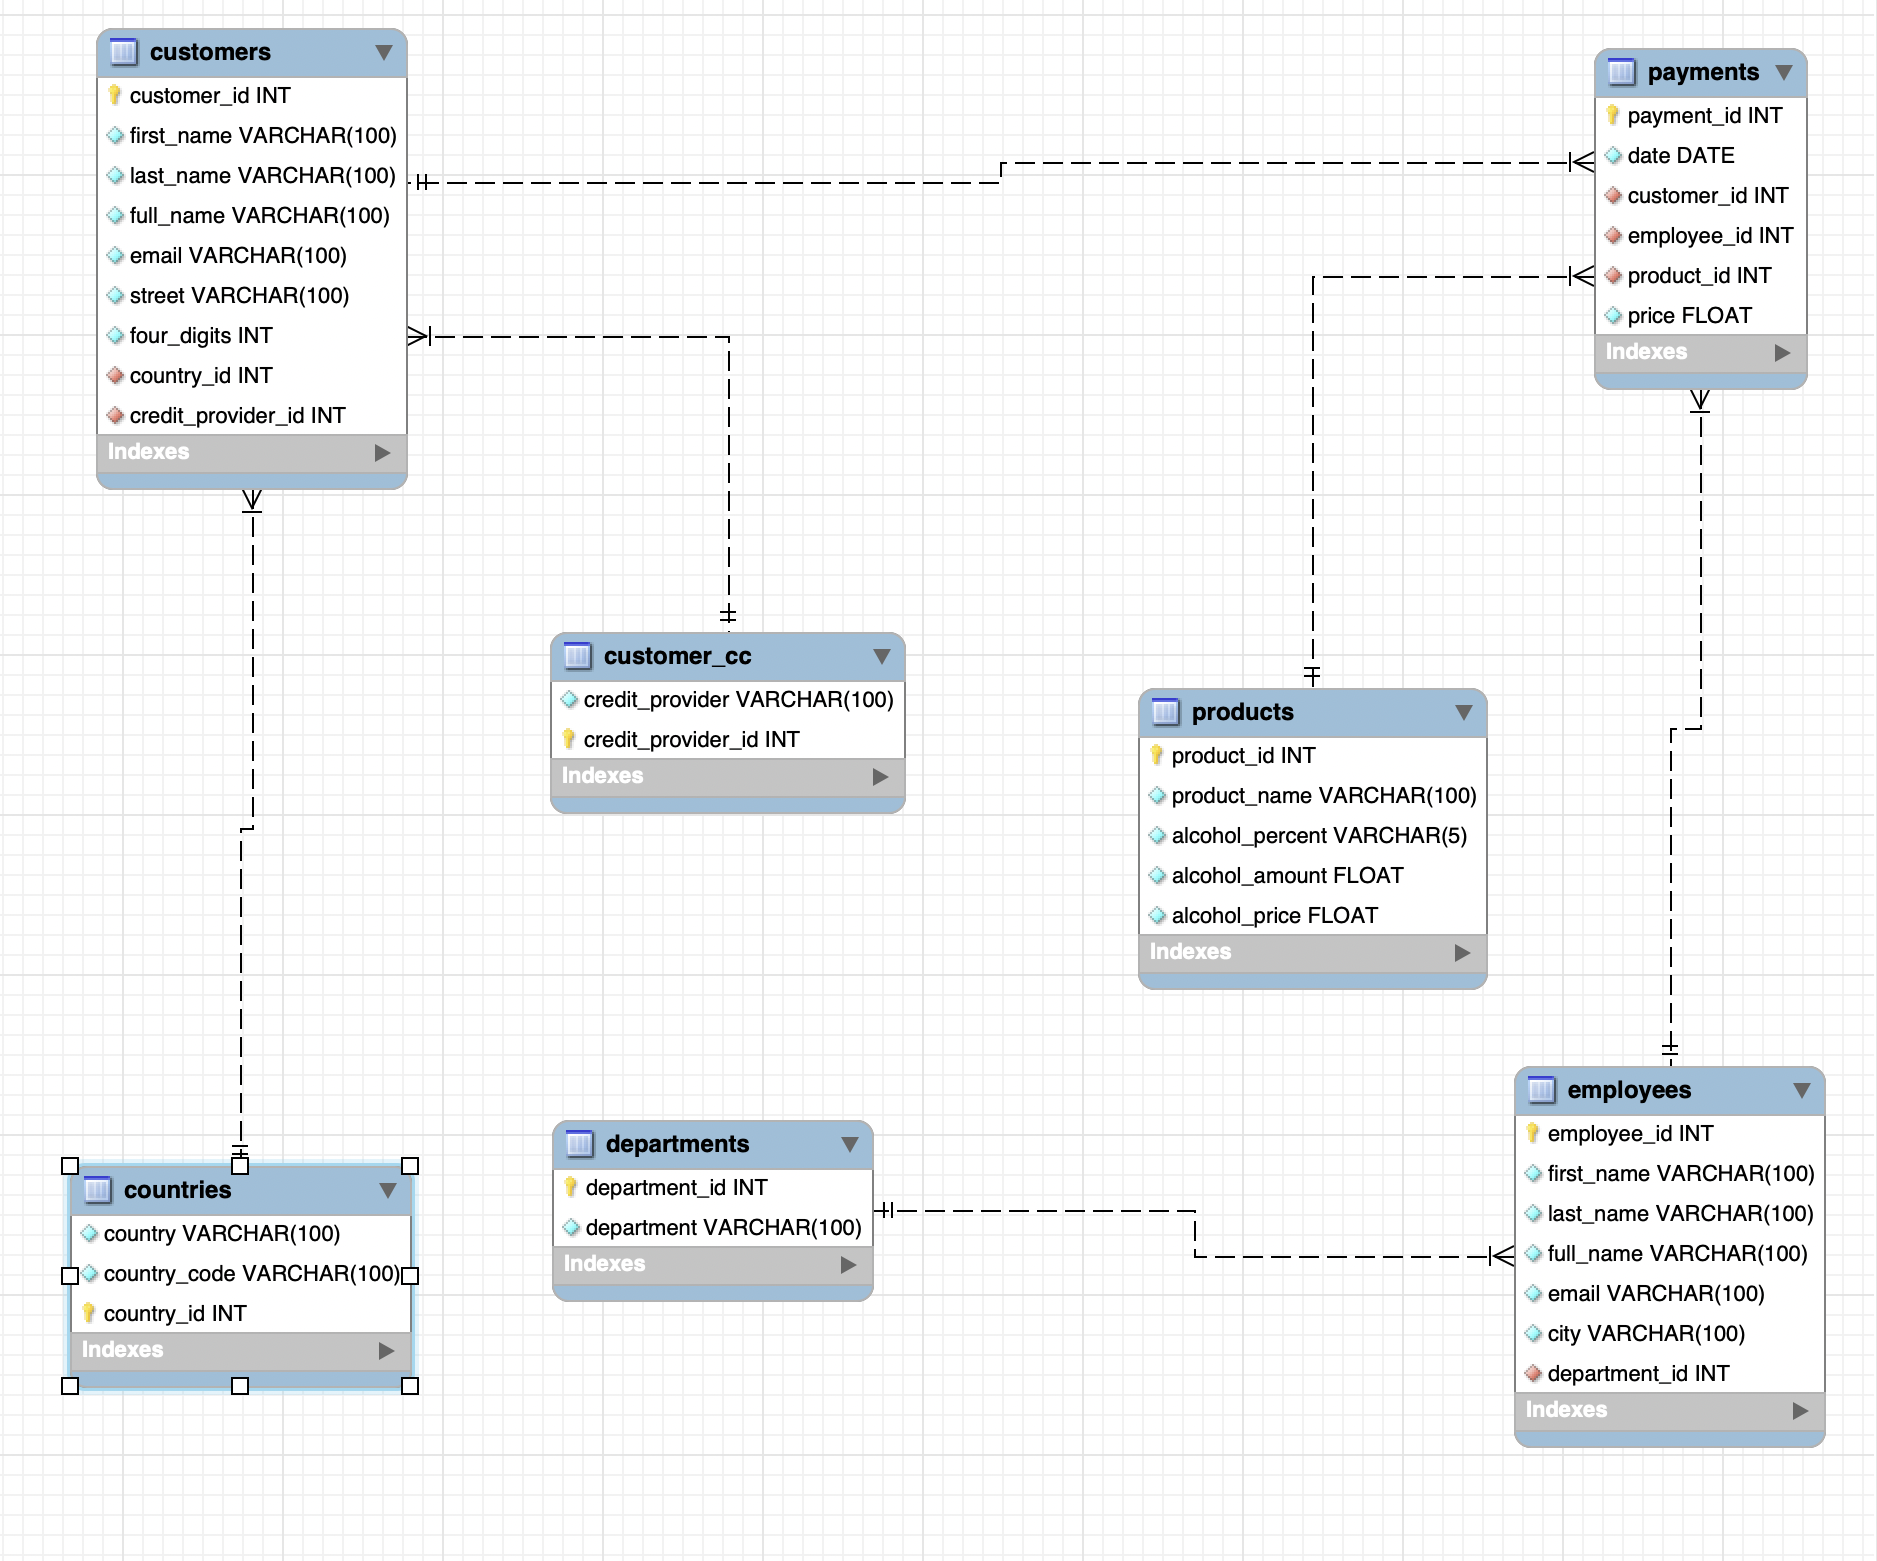 customers
customer_id INT
first_name VARCHAR(100)
last_name VARCHAR(100)
full_name VARCHAR(100)
email VARCHAR(100)
street VARCHAR(100)
four_digits INT
country_id INT
credit_provider_id INT
Indexes
payments
payment_id INT
date DATE
customer_id INT
employee_id INT
product_id INT
price FLOAT
Indexes
customer_cc
credit_provider VARCHAR(100)
credit_provider_id INT
Indexes
products
product_id INT
product_name VARCHAR(100)
alcohol_percent VARCHAR(5)
alcohol_amount FLOAT
alcohol_price FLOAT
Indexes
countries
country VARCHAR(100)
country_code VARCHAR(100)
country_id INT
Indexes
departments
department_id INT
department VARCHAR(100)
Indexes
employees
employee_id INT
first_name VARCHAR(100)
last_name VARCHAR(100)
full_name VARCHAR(100)
email VARCHAR(100)
city VARCHAR(100)
department_id INT
Indexes